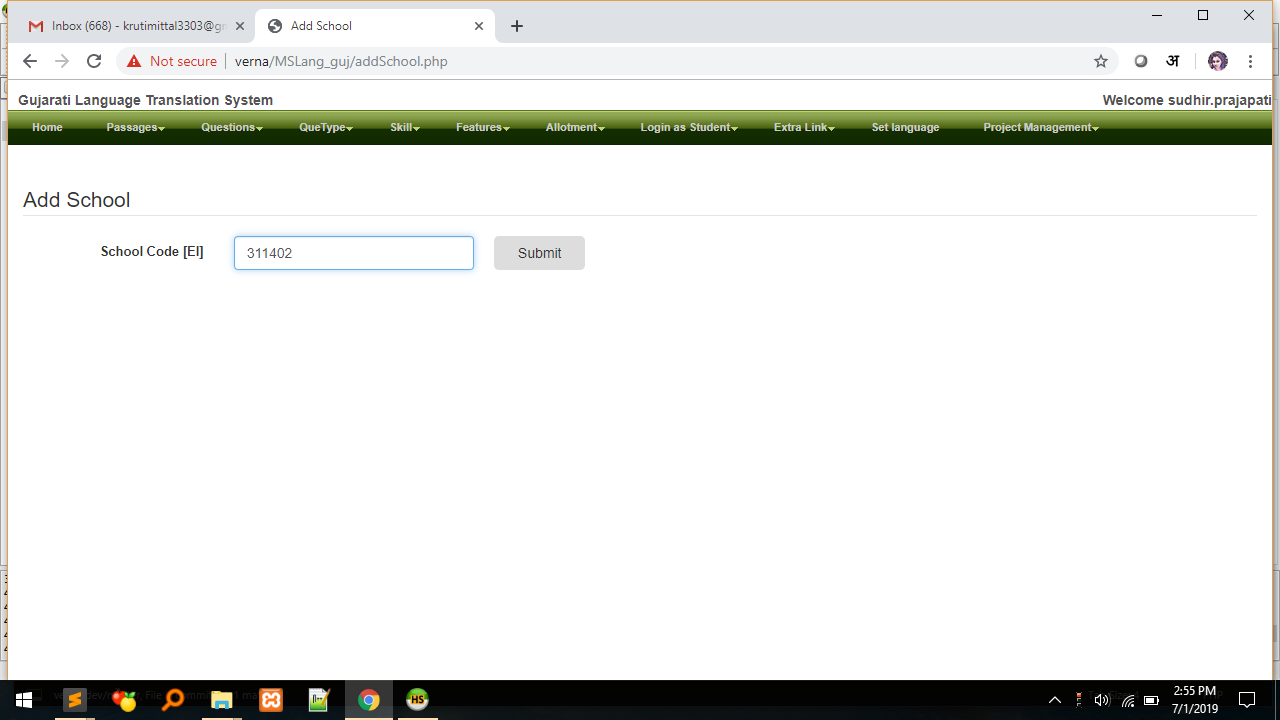 Inbox (668) - krutimittal3303@gm
Add School
Not secure
verna/MSLang_guj/addSchool.php
अ
Gujarati Language Translation System
Welcome sudhir.prajapati
Home Passages Questions QueType Skill Features Allotment Login as Student Extra Link Set language Project Management
Add School
School Code [EI]
311402
Submit
HS
2:55 PM
7/1/2019